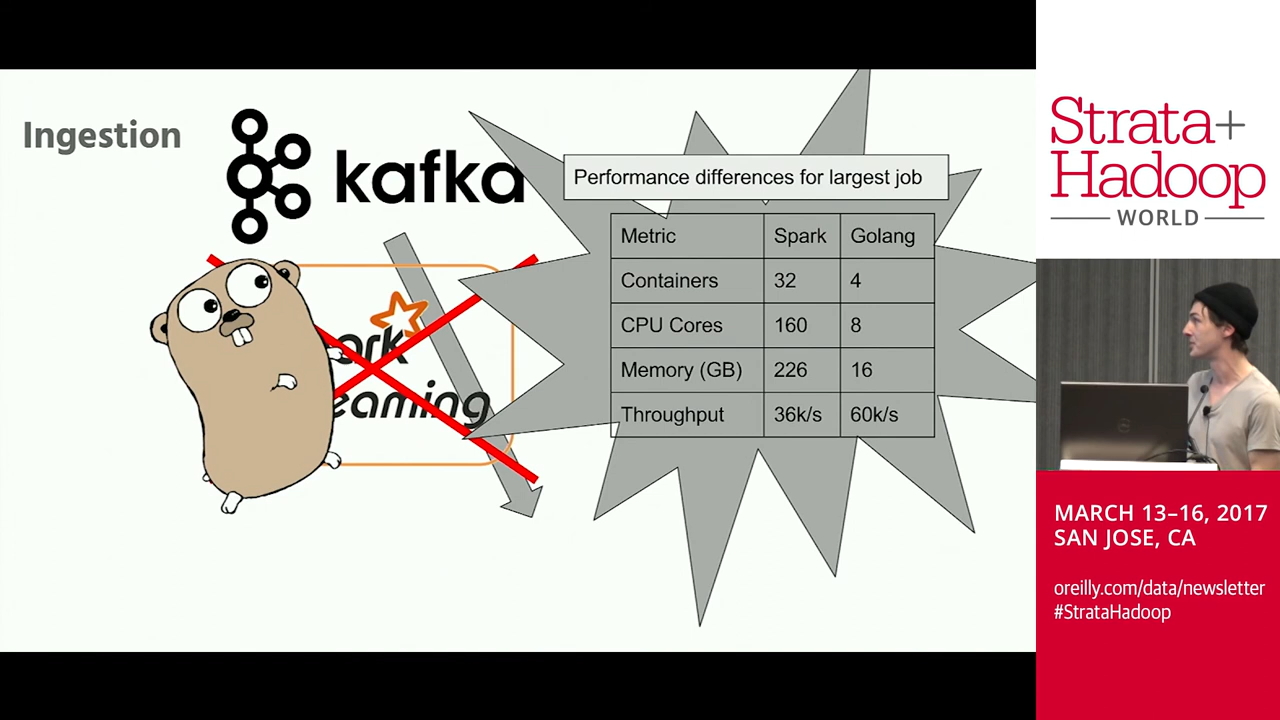 Ingestion
kafka
ork
eaming
Performance differences for largest job
Metric Spark Golang
Containers 32 4
CPU Cores 160 8
Memory (GB) 226 16
Throughput 36k/s 60k/s
Strata+
Hadoop
WORLD
MARCH 13–16, 2017
SAN JOSE, CA
oreilly.com/data/newsletter
#StrataHadoop